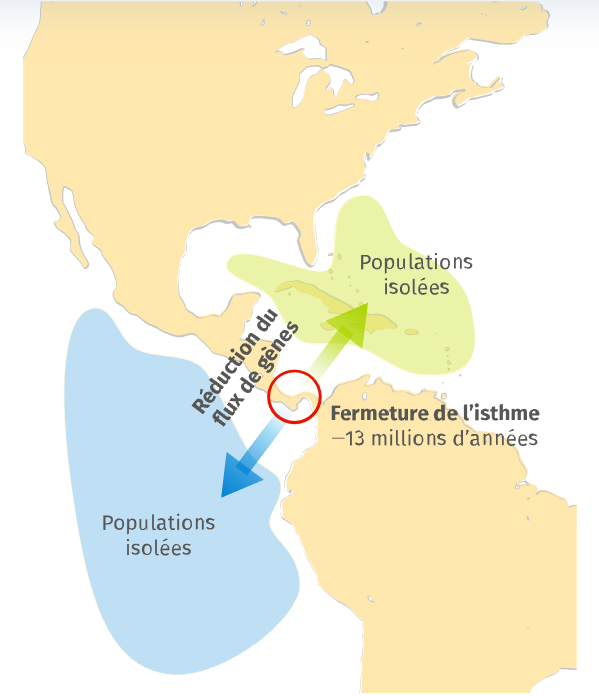 Populations
isolées
Réduction du
flux de gènes
Fermeture de l’isthme
–13 millions d’années
Populations
isolées